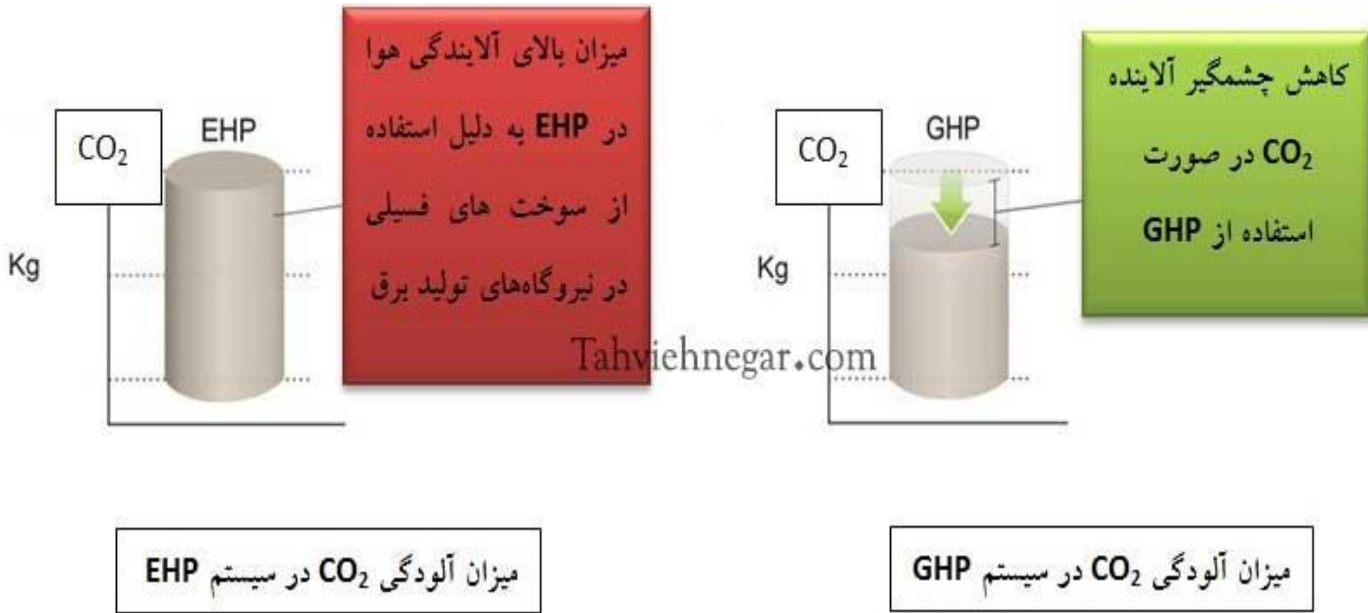 CO₂
EHP
Kg
میزان بالای آلایندگی هوا
در EHP به دلیل استفاده
از سوخت های فسیلی
در نیروگاه‌های تولید برق
CO₂
GHP
Kg
کاهش چشمگیر آلاینده
CO₂ در صورت
استفاده از GHP
Tahviehnegar.com
میزان آلودگی CO₂ در سیستم EHP
میزان آلودگی CO₂ در سیستم GHP